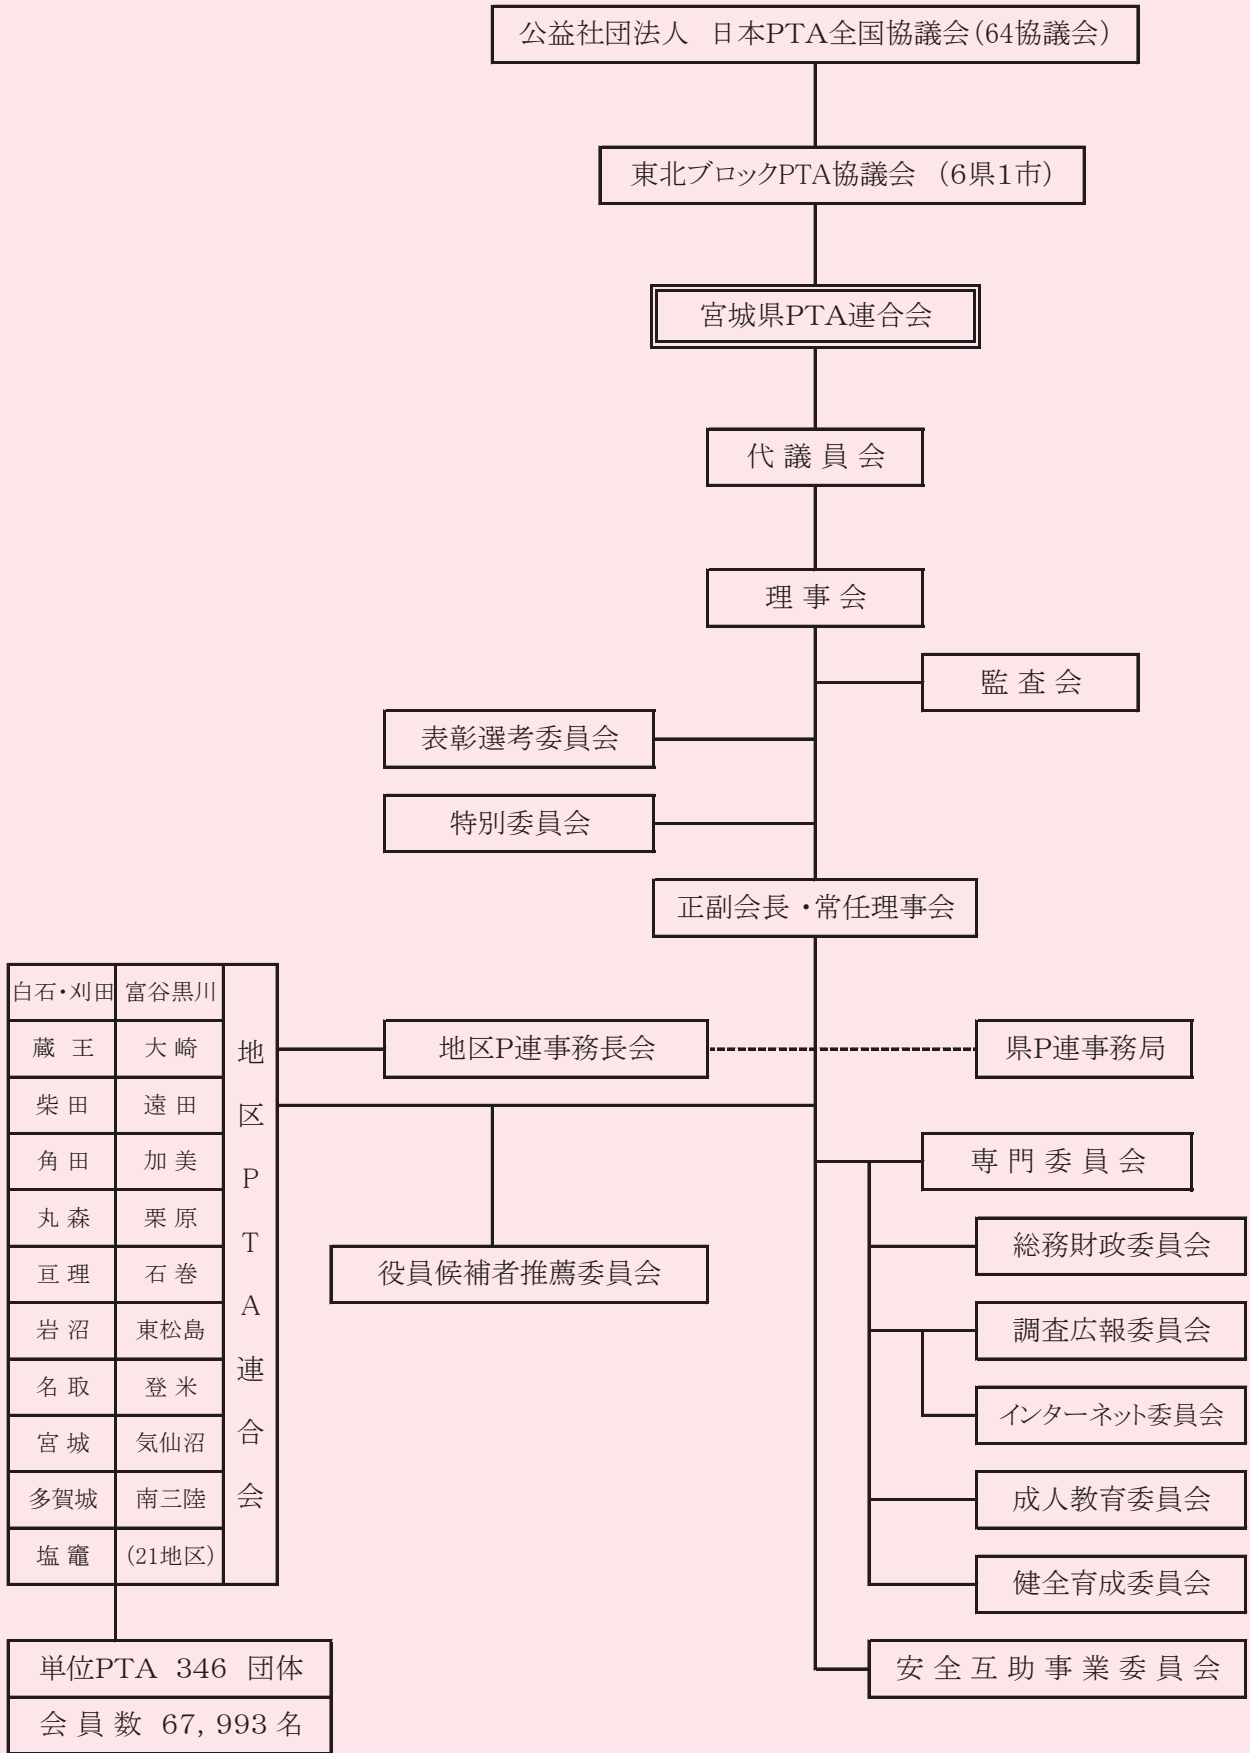 公益社団法人 日本PTA全国協議会(64協議会)
東北ブロックPTA協議会 (6県1市)
宮城県PTA連合会
代議員会
理事会
監査会
表彰選考委員会
特別委員会
正副会長・常任理事会
白石・刈田 富谷黒川
蔵王 大崎
柴田 遠田
角田 加美
丸森 栗原
亘理 石巻
岩沼 東松島
名取 登米
宮城 気仙沼
多賀城 南三陸
塩竈 (21地区)
地区PTA連合会
地区P連事務長会
県P連事務局
専門委員会
役員候補者推薦委員会
総務財政委員会
調査広報委員会
インターネット委員会
成人教育委員会
健全育成委員会
安全互助事業委員会
単位PTA 346 団体
会員数 67,993名